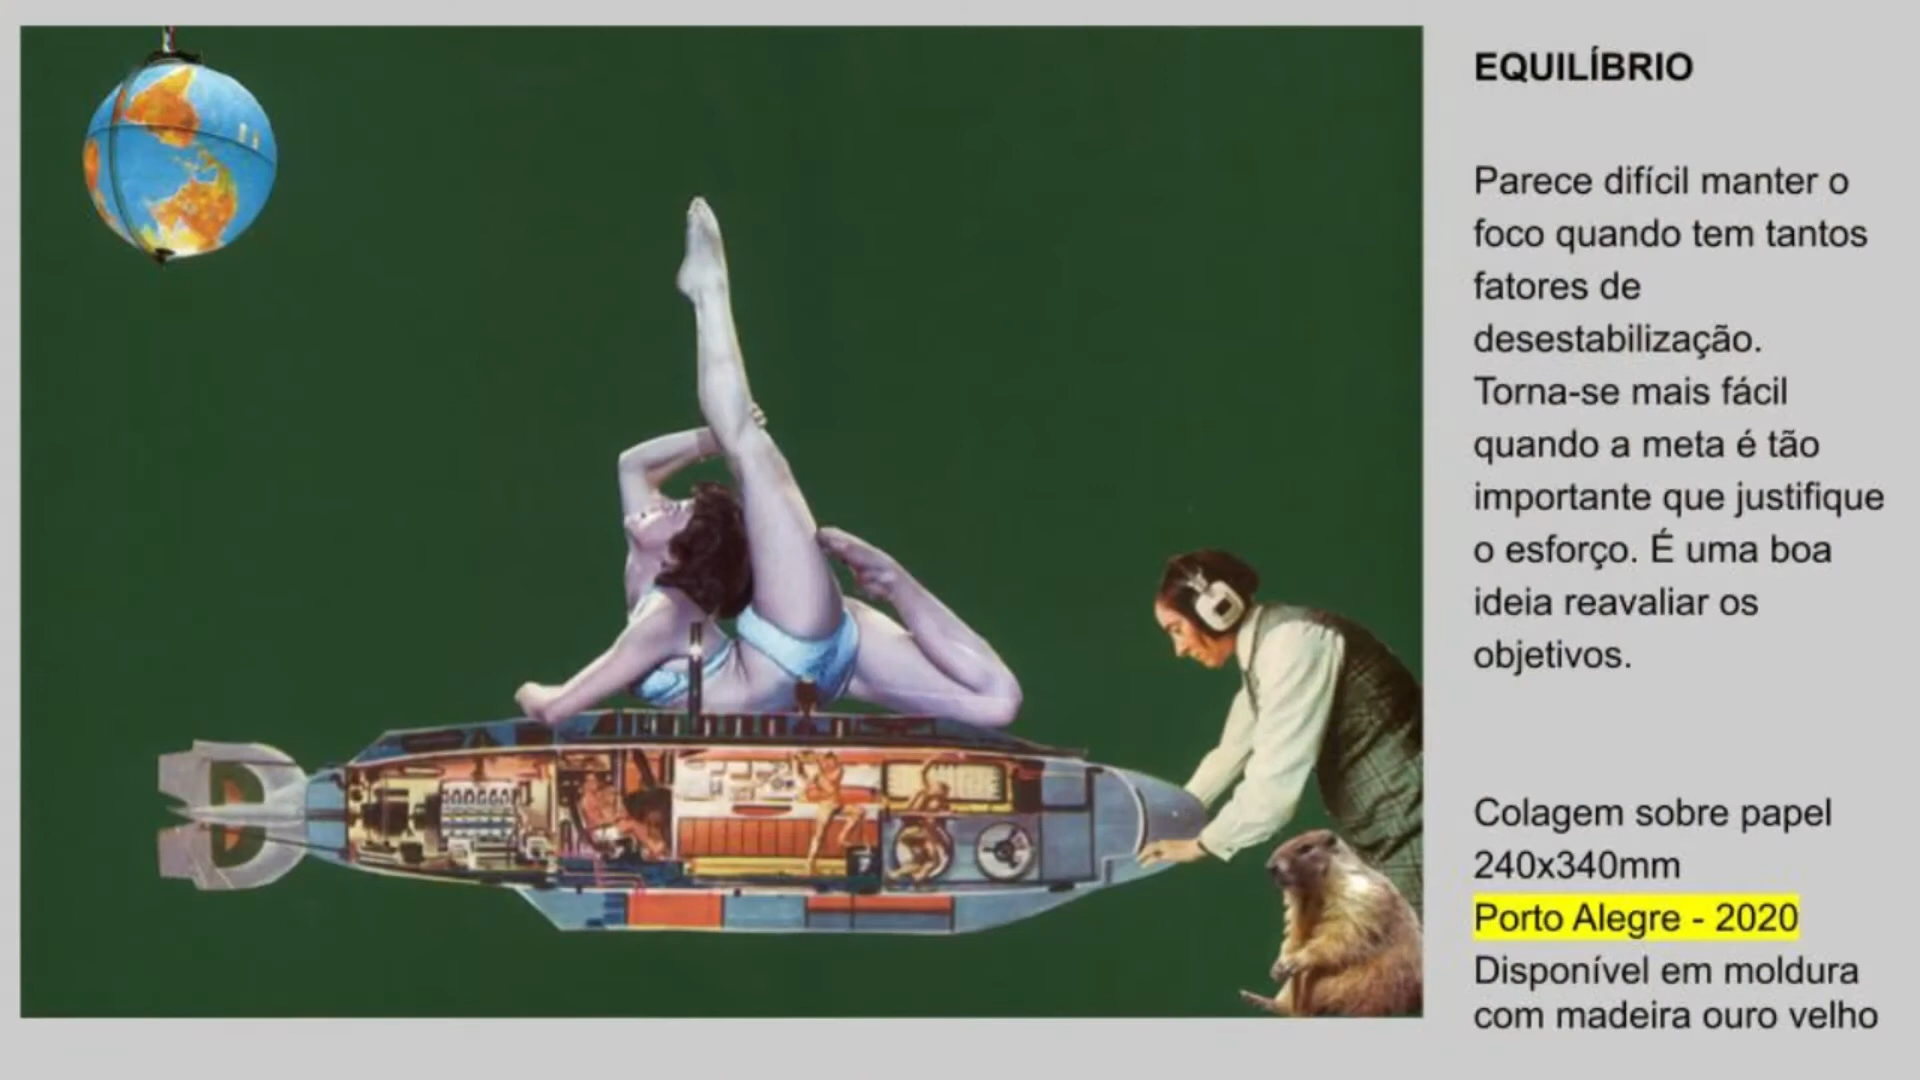 EQUILÍBRIO
Parece difícil manter o
foco quando tem tantos
fatores de
desestabilização.
Torna-se mais fácil
quando a meta é tão
importante que justifique
o esforço. É uma boa
ideia reavaliar os
objetivos.
Colagem sobre papel
240x340mm
Porto Alegre - 2020
Disponível em moldura
com madeira ouro velho